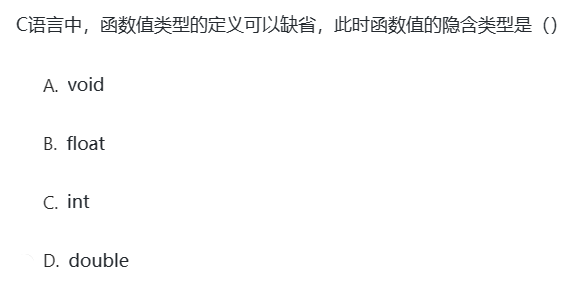 C语言中，函数值类型的定义可以缺省，此时函数值的隐含类型是（）
A. void
B. float
C. int
D. double